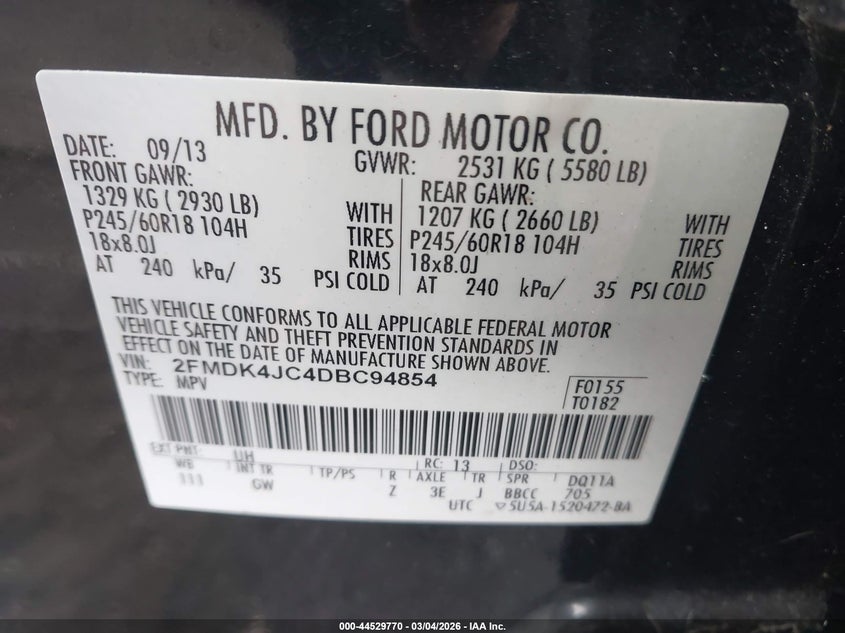 MFD. BY FORD MOTOR CO.
DATE: 09/13 GVWR: 2531 KG ( 5580 LB)
FRONT GAWR: REAR GAWR:
1329 KG ( 2930 LB) WITH 1207 KG ( 2660 LB) WITH
P245/60R18 104H TIRES P245/60R18 104H TIRES
18x8.0J RIMS 18x8.0J RIMS
AT 240 kPa/ 35 PSI COLD AT 240 kPa/ 35 PSI COLD
THIS VEHICLE CONFORMS TO ALL APPLICABLE FEDERAL MOTOR
VEHICLE SAFETY AND THEFT PREVENTION STANDARDS IN
EFFECT ON THE DATE OF MANUFACTURE SHOWN ABOVE.
VIN: 2FMDK4JC4DBC94854
TYPE: MPV
F0155
T0182
EXT PNT: UH RC: 13 DSO:
WB INT TR TP/PS R AXLE TR SPR DQ11A
111 GW Z 3E J BBCC 705
UTC ▽5U5A-1520472-BA
000-44529770 - 03/04/2026 - IAA Inc.